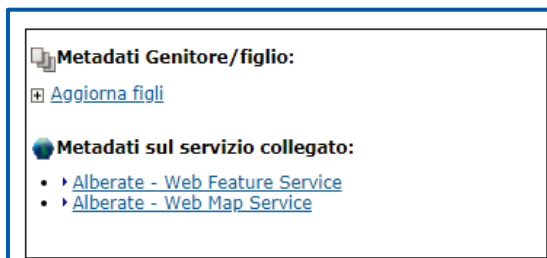 Metadati Genitore/figlio:
Aggiorna figli
Metadati sul servizio collegato:
Alberate - Web Feature Service
Alberate - Web Map Service